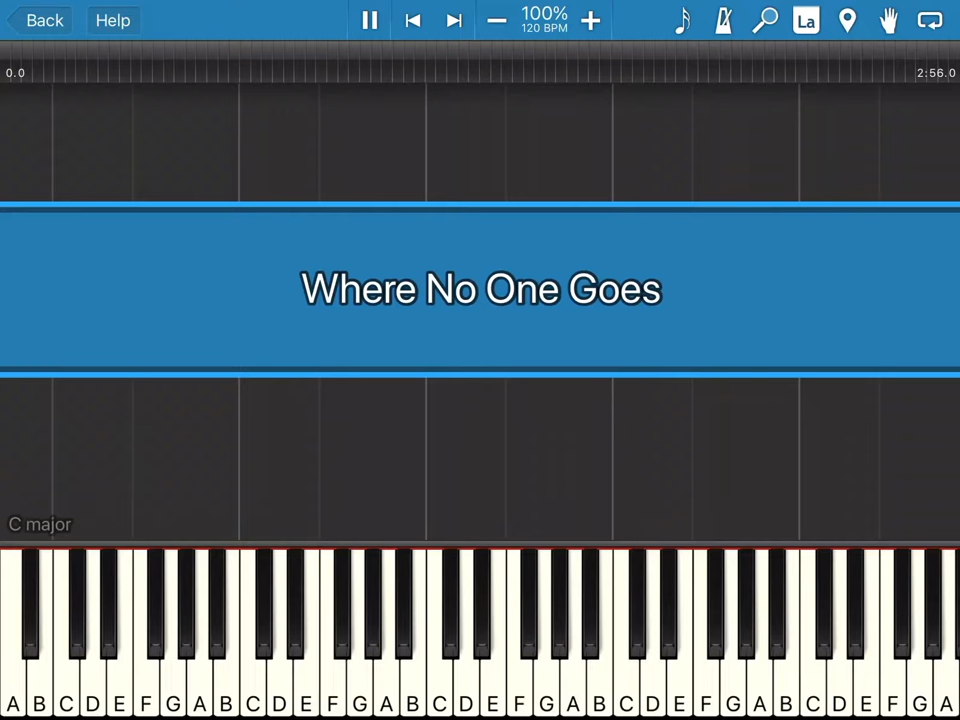 Back Help 100% La
120 BPM
0.0 2:56.0
Where No One Goes
C major
A B C D E F G A B C D E F G A B C D E F G A B C D E F G A B C D E F G A